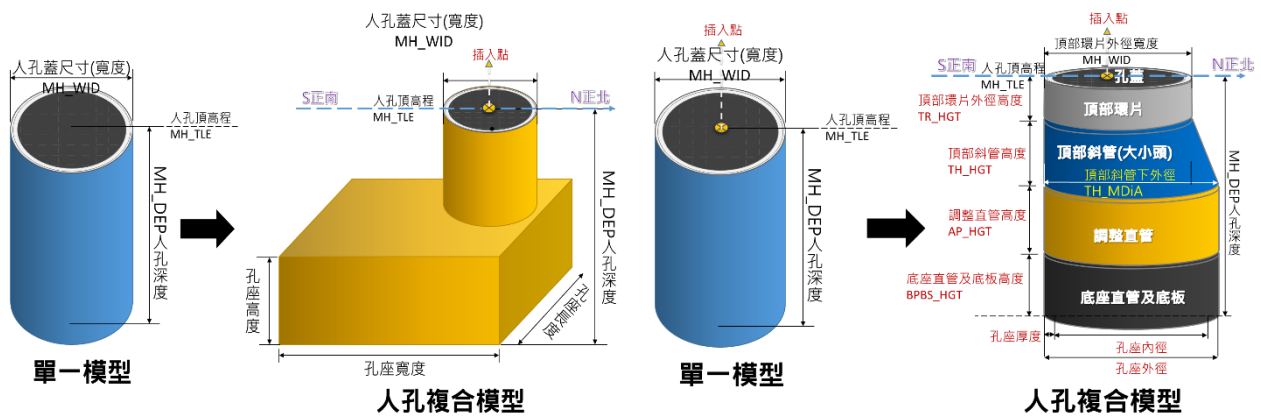 人孔蓋尺寸(寬度)
MH_WID
人孔頂高程
MH_TLE
MH_DEP人孔深度
單一模型
人孔蓋尺寸(寬度)
MH_WID
插入點
S正南
N正北
人孔頂高程
MH_TLE
MH_DEP人孔深度
孔座高度
孔座長度
孔座寬度
人孔複合模型
插入點
人孔蓋尺寸(寬度)
MH_WID
人孔頂高程
MH_TLE
MH_DEP人孔深度
單一模型
插入點
頂部環片外徑寬度
MH_WID
S正南
人孔頂高程
孔蓋
N正北
MH_TLE
頂部環片外徑高度
TR_HGT
頂部環片
頂部斜管高度
TH_HGT
頂部斜管(大小頭)
頂部斜管下外徑
TH_MDiA
MH_DEP人孔深度
調整直管高度
AP_HGT
調整直管
底座直管及底板高度
BPBS_HGT
底座直管及底板
孔座厚度
孔座內徑
孔座外徑
人孔複合模型